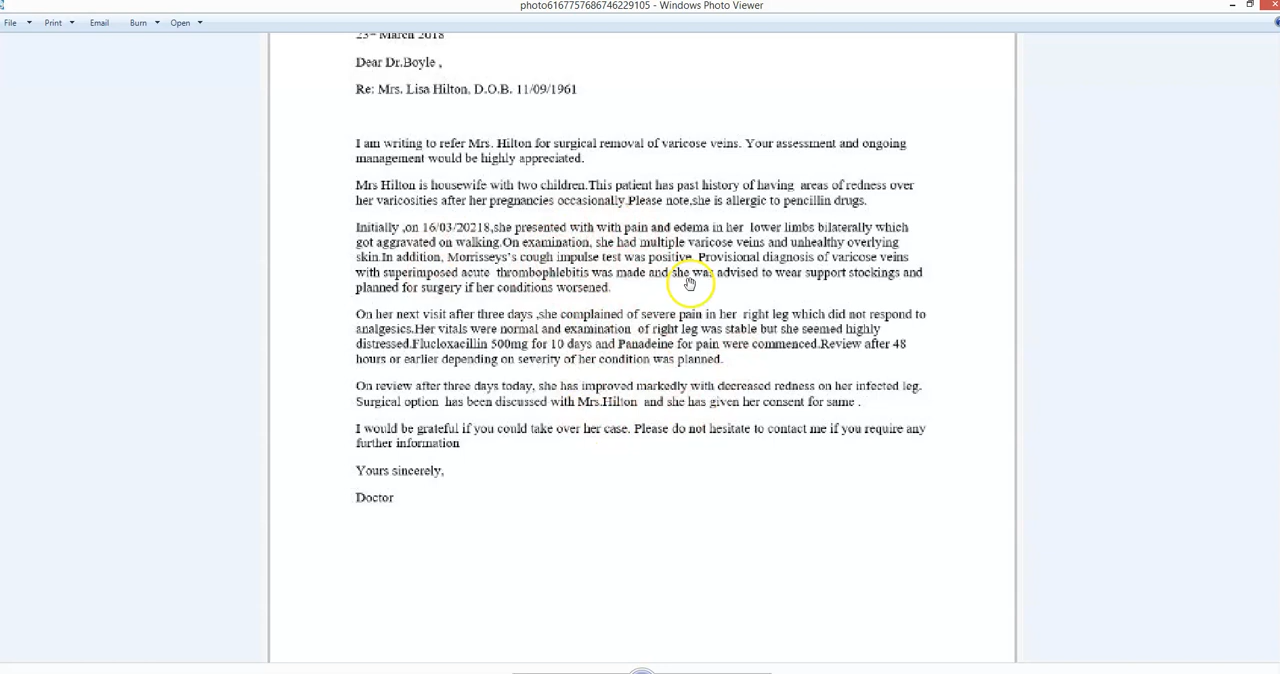 photo6167757686746229105 - Windows Photo Viewer
File Print Email Burn Open
23rd March 2018
Dear Dr.Boyle ,
Re: Mrs. Lisa Hilton, D.O.B. 11/09/1961
I am writing to refer Mrs. Hilton for surgical removal of varicose veins. Your assessment and ongoing
management would be highly appreciated.
Mrs Hilton is housewife with two children.This patient has past history of having areas of redness over
her varicosities after her pregnancies occasionally.Please note,she is allergic to pencillin drugs.
Initially ,on 16/03/20218,she presented with with pain and edema in her lower limbs bilaterally which
got aggravated on walking.On examination, she had multiple varicose veins and unhealthy overlying
skin.In addition, Morrisseys's cough impulse test was positive. Provisional diagnosis of varicose veins
with superimposed acute thrombophlebitis was made and she was advised to wear support stockings and
planned for surgery if her conditions worsened.
On her next visit after three days ,she complained of severe pain in her right leg which did not respond to
analgesics.Her vitals were normal and examination of right leg was stable but she seemed highly
distressed.Flucloxacillin 500mg for 10 days and Panadeine for pain were commenced.Review after 48
hours or earlier depending on severity of her condition was planned.
On review after three days today, she has improved markedly with decreased redness on her infected leg.
Surgical option has been discussed with Mrs.Hilton and she has given her consent for same .
I would be grateful if you could take over her case. Please do not hesitate to contact me if you require any
further information
Yours sincerely,
Doctor